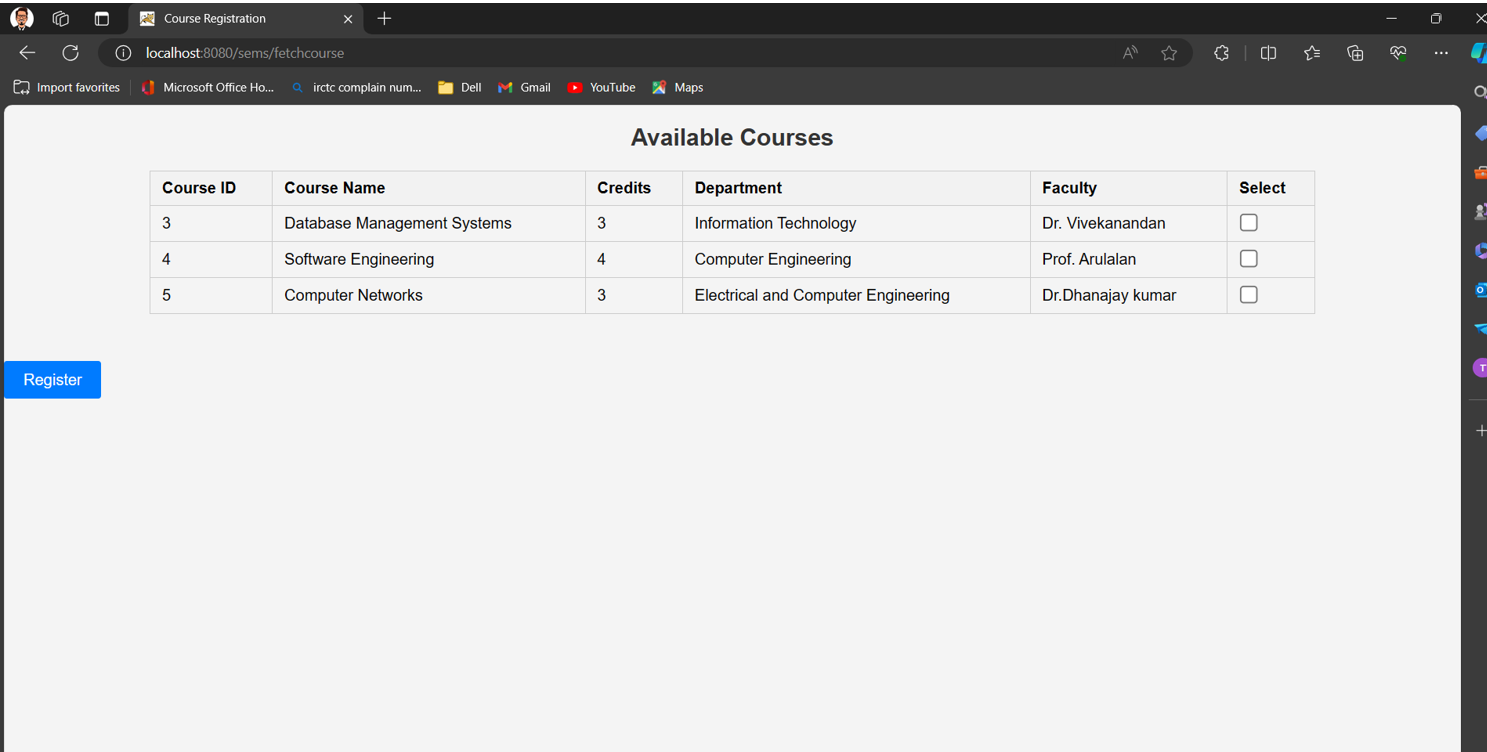 Course Registration
localhost:8080/sems/fetchcourse
Import favorites Microsoft Office Ho... irctc complain num... Dell Gmail YouTube Maps
Available Courses
Course ID Course Name Credits Department Faculty Select
3 Database Management Systems 3 Information Technology Dr. Vivekanandan
4 Software Engineering 4 Computer Engineering Prof. Arulalan
5 Computer Networks 3 Electrical and Computer Engineering Dr.Dhanajay kumar
T
Register